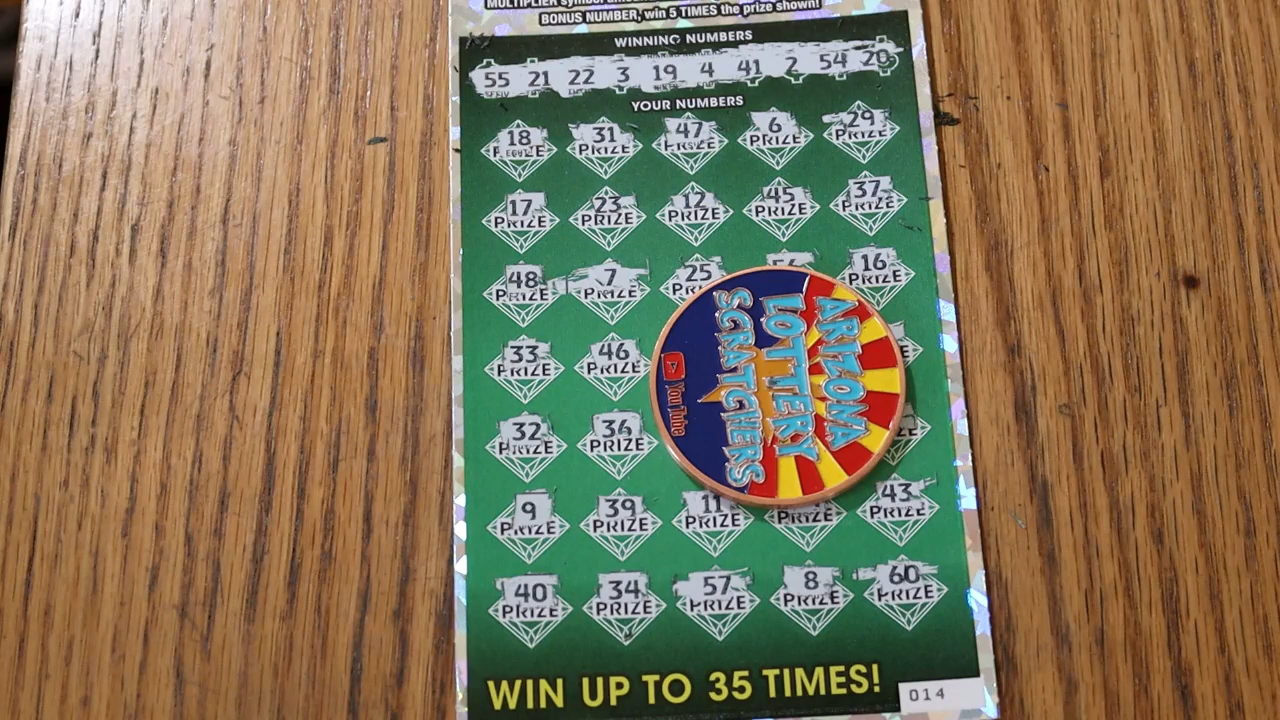 MULTIPLIER symbol
BONUS NUMBER, win 5 TIMES the prize shown!
WINNING NUMBERS
55 21 22 3 19 4 41 2 54 20
YOUR NUMBERS
18 31 47 6 29
PRIZE PRIZE PRIZE PRIZE
17 23 12 45 37
PRIZE PRIZE PRIZE PRIZE PRIZE
48 7 25 16
PRIZE PRIZE PRIZE
33 46
PRIZE PRIZE
32 36
PRIZE PRIZE
9 39 11 43
PRIZE PRIZE PRIZE PRIZE
40 34 57 8 60
PRIZE PRIZE PRIZE PRIZE PRIZE
ARIZONA
LOTTERY
SCRATCHERS
YouTube
WIN UP TO 35 TIMES!
014